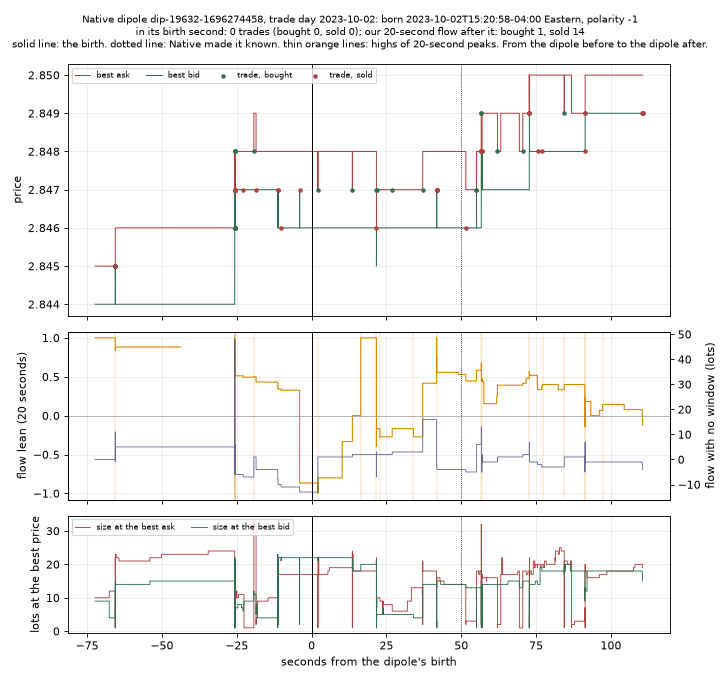 Native dipole dip-19632-1696274458, trade day 2023-10-02: born 2023-10-02T15:20:58-04:00 Eastern, polarity -1
in its birth second: 0 trades (bought 0, sold 0); our 20-second flow after it: bought 1, sold 14
solid line: the birth. dotted line: Native made it known. thin orange lines: highs of 20-second peaks. From the dipole before to the dipole after.
best ask
best bid
trade, bought
trade, sold
2.850
2.849
2.848
2.847
2.846
2.845
2.844
price
1.0
0.5
0.0
−0.5
−1.0
flow lean (20 seconds)
50
40
30
20
10
0
−10
flow with no window (lots)
size at the best ask
size at the best bid
30
20
10
0
lots at the best price
−75
−50
−25
0
25
50
75
100
seconds from the dipole's birth